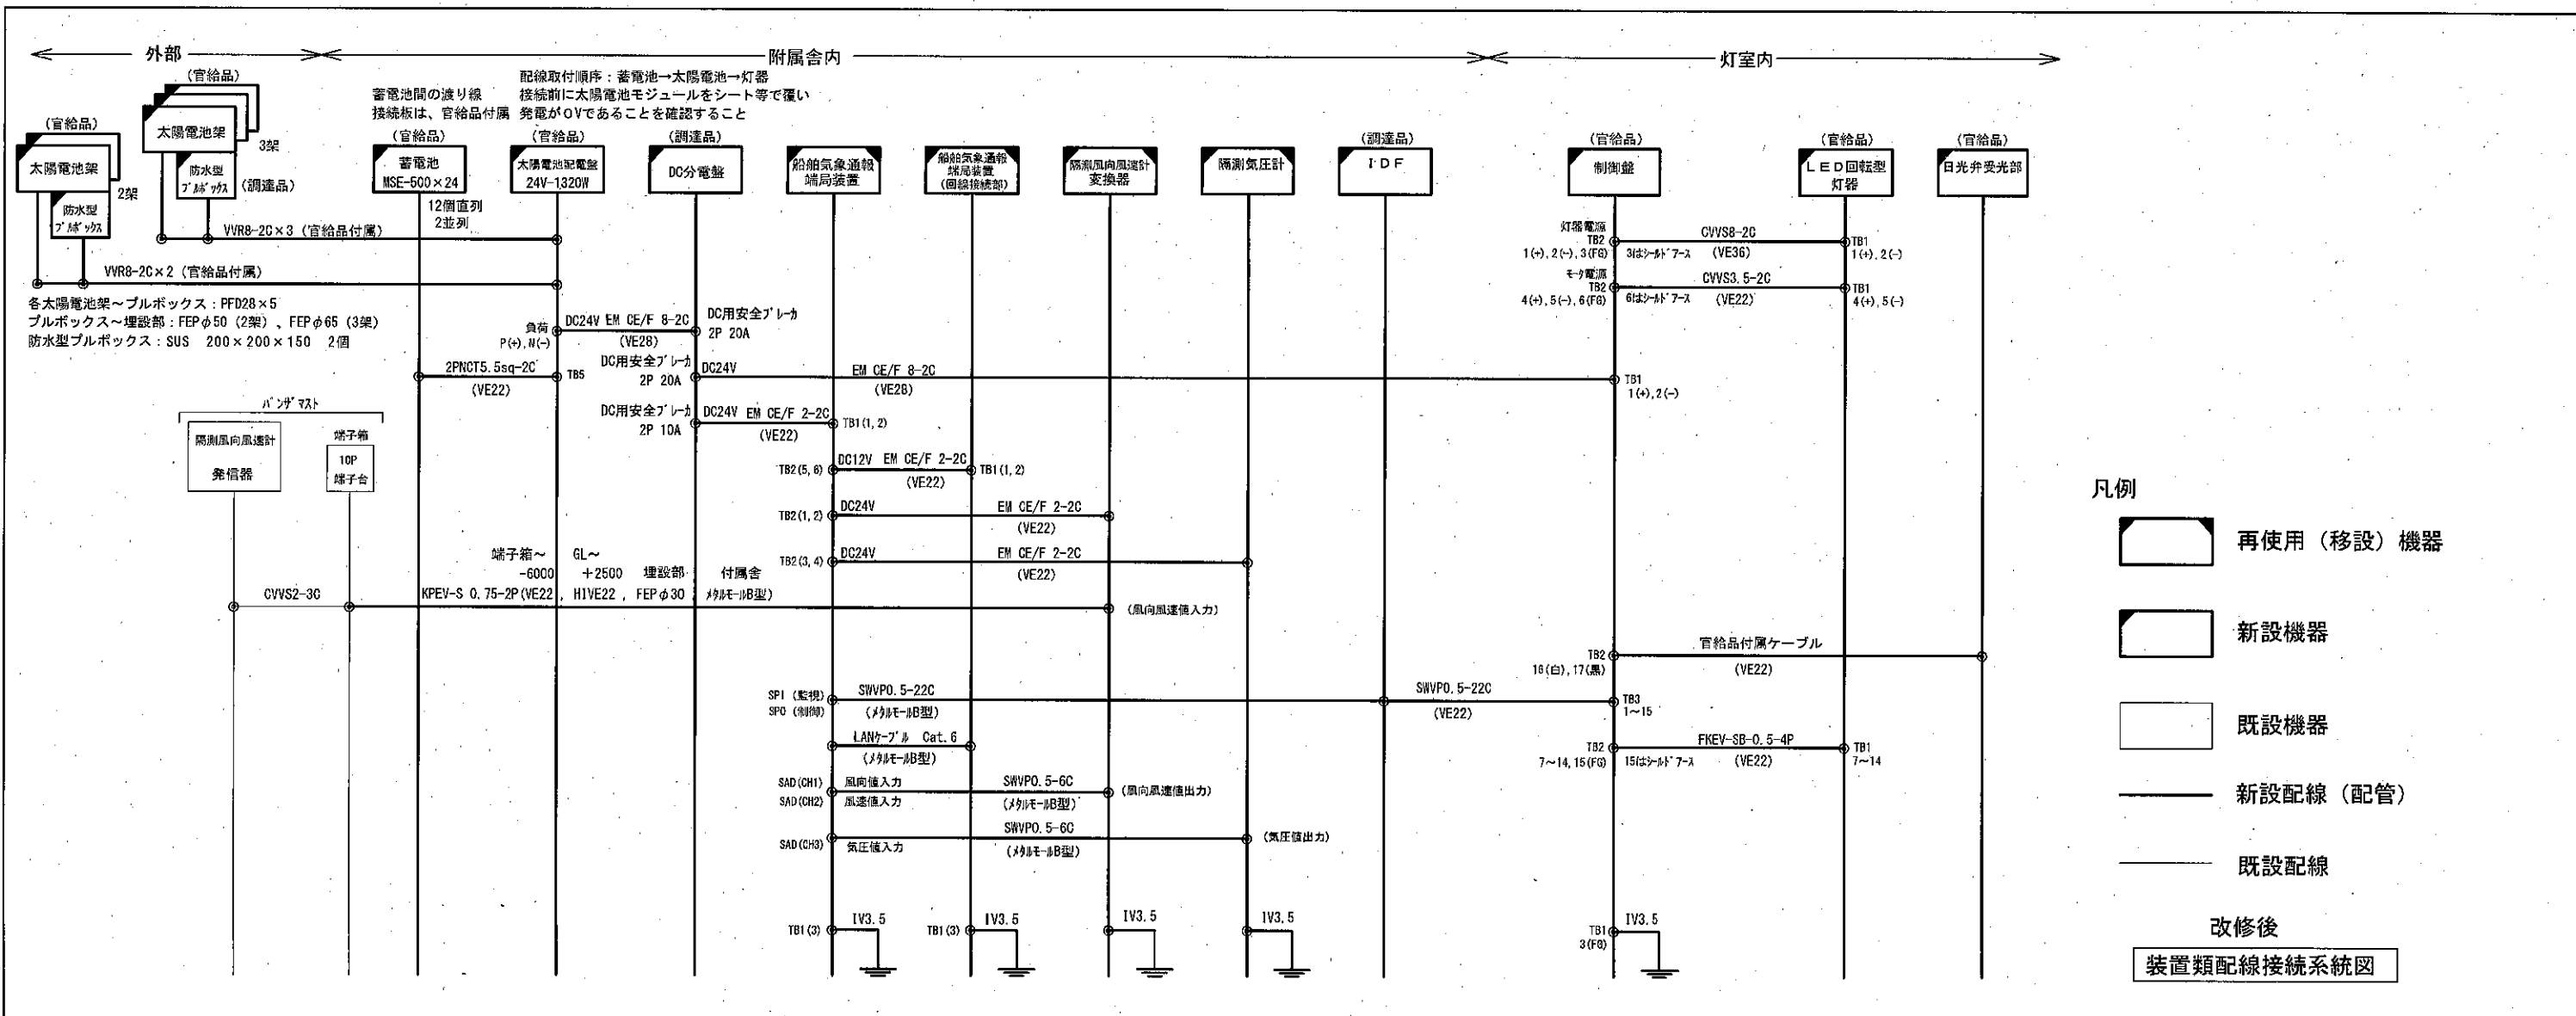 外部
附属舎内
灯室内
(官給品)
太陽電池架
3架
防水型
プルボックス
(調達品)
(官給品)
太陽電池架
2架
防水型
プルボックス
蓄電池間の渡り線
接続板は、官給品付属
配線取付順序：蓄電池→太陽電池→灯器
接続前に太陽電池モジュールをシート等で覆い
発電が0Vであることを確認すること
(官給品)
蓄電池
MSE-500×24
12個直列
2並列
(官給品)
太陽電池配電盤
24V-1,320W
(調達品)
DC分電盤
船舶気象通報
端局装置
船舶気象通報
端局装置
(回線接続部)
隔測風向風速計
変換器
隔測気圧計
(調達品)
IDF
(官給品)
制御盤
(官給品)
LED回転型
灯器
(官給品)
日光弁受光部
VVR8-2C×3 (官給品付属)
VVR8-2C×2 (官給品付属)
各太陽電池架～プルボックス：PFD28×5
プルボックス～埋設部：FEPφ50 (2架) 、FEPφ65 (3架)
防水型プルボックス：SUS 200×200×150 2個
灯器電源
TB2
1(+), 2(-), 3(FG)
3はシールドアース
CVVS8-2C
(VE36)
TB1
1(+), 2(-)
モータ電源
TB2
4(+), 5(-), 6(FG)
6はシールドアース
CVVS3.5-2C
(VE22)
TB1
4(+), 5(-)
負荷
P(+), N(-)
DC24V EM CE/F 8-2C
(VE28)
DC用安全ブレーカ
2P 20A
2PNCT5.5sq-2C
(VE22)
TB5
DC用安全ブレーカ
2P 20A
DC24V
EM CE/F 8-2C
(VE28)
TB1
1(+), 2(-)
DC用安全ブレーカ
2P 10A
DC24V EM CE/F 2-2C
(VE22)
TB1(1, 2)
パンザマスト
隔測風向風速計
発信器
端子箱
10P
端子台
TB2(5, 6)
DC12V EM CE/F 2-2C
(VE22)
TB1(1, 2)
TB2(1, 2)
DC24V
EM CE/F 2-2C
(VE22)
TB2(3, 4)
DC24V
EM CE/F 2-2C
(VE22)
端子箱～ GL～
-6000 +2500 埋設部 付属舎
CVVS2-3C
KPEV-S 0.75-2P(VE22 , HIVE22 , FEPφ30 , メタルモールB型)
(風向風速値入力)
TB2
16(白), 17(黒)
官給品付属ケーブル
(VE22)
SPI (監視)
SPO (制御)
SWVP0.5-22C
(メタルモールB型)
SWVP0.5-22C
(VE22)
TB3
1～15
LANケーブル Cat.6
(メタルモールB型)
TB2
7～14, 15(FG)
15はシールドアース
FKEV-SB-0.5-4P
(VE22)
TB1
7～14
SAD(CH1)
SAD(CH2)
風向値入力
風速値入力
SWVP0.5-6C
(メタルモールB型)
(風向風速値出力)
SAD(CH3)
気圧値入力
SWVP0.5-6C
(メタルモールB型)
(気圧値出力)
TB1(3)
IV3.5
TB1(3)
IV3.5
IV3.5
IV3.5
TB1
3(FG)
IV3.5
凡例
再使用（移設）機器
新設機器
既設機器
新設配線（配管）
既設配線
改修後
装置類配線接続系統図